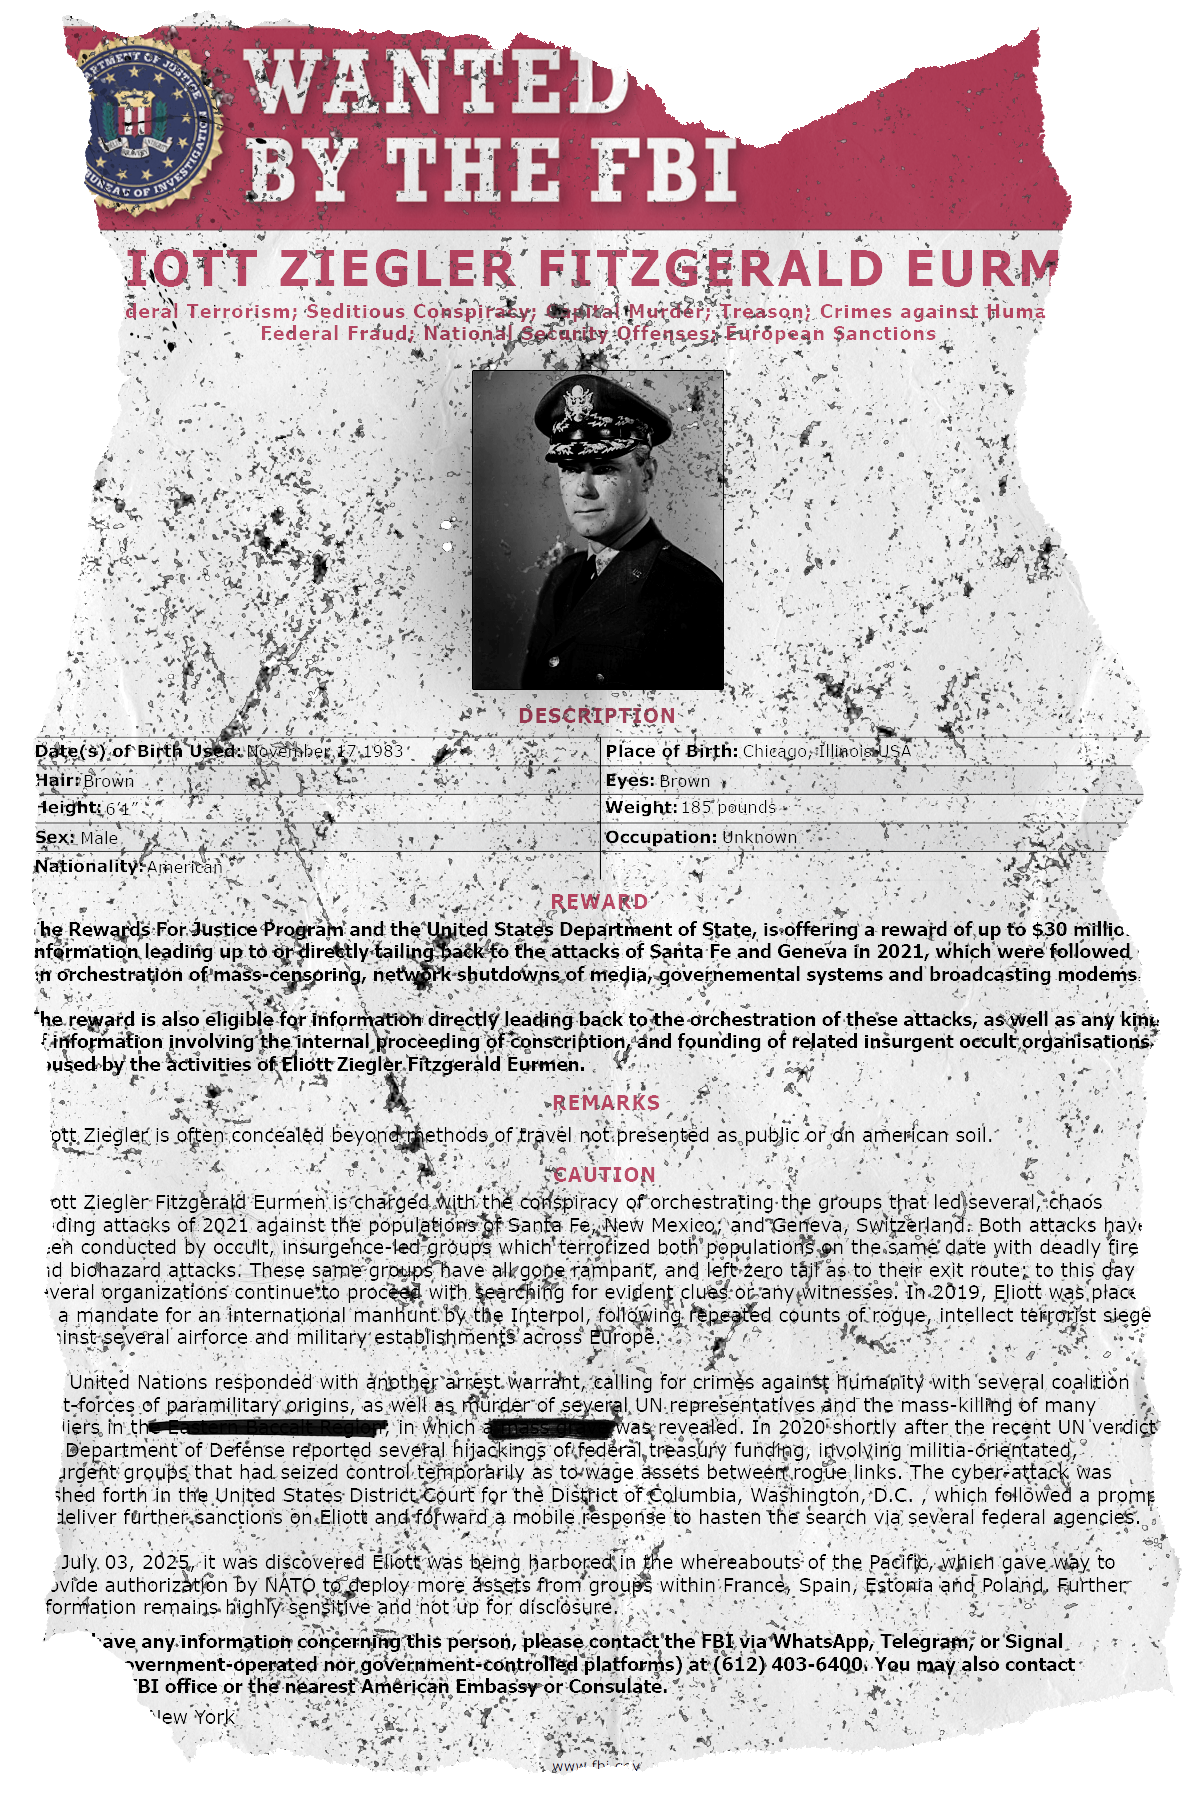 WANTED
BY THE FBI
DEPARTMENT OF JUSTICE
BUREAU OF INVESTIGATION
IOTT ZIEGLER FITZGERALD EURM
deral Terrorism; Seditious Conspiracy; Capital Murder; Treason; Crimes against Huma
Federal Fraud; National Security Offenses; European Sanctions
DESCRIPTION
Date(s) of Birth Used: November 17 1983 Place of Birth: Chicago, Illinois USA
Hair: Brown Eyes: Brown
Height: 6'1" Weight: 185 pounds
Sex: Male Occupation: Unknown
Nationality: American
REWARD
he Rewards For Justice Program and the United States Department of State, is offering a reward of up to $30 millio
nformation leading up to or directly tailing back to the attacks of Santa Fe and Geneva in 2021, which were followed
n orchestration of mass-censoring, network shutdowns of media, governemental systems and broadcasting modems
he reward is also eligible for information directly leading back to the orchestration of these attacks, as well as any kin
f information involving the internal proceeding of conscription, and founding of related insurgent occult organisations,
oused by the activities of Eliott Ziegler Fitzgerald Eurmen.
REMARKS
ott Ziegler is often concealed beyond methods of travel not presented as public or on american soil.
CAUTION
ott Ziegler Fitzgerald Eurmen is charged with the conspiracy of orchestrating the groups that led several, chaos
ding attacks of 2021 against the populations of Santa Fe, New Mexico; and Geneva, Switzerland. Both attacks have
en conducted by occult, insurgence-led groups which terrorized both populations on the same date with deadly fire
nd biohazard attacks. These same groups have all gone rampant, and left zero tail as to their exit route; to this day
everal organizations continue to proceed with searching for evident clues or any witnesses. In 2019, Eliott was place
a mandate for an international manhunt by the Interpol, following repeated counts of rogue, intellect terrorist siege
inst several airforce and military establishments across Europe.
United Nations responded with another arrest warrant, calling for crimes against humanity with several coalition
t-forces of paramilitary origins, as well as murder of several UN representatives and the mass-killing of many
iers in the Eastern Baccait Region, in which a mass grave was revealed. In 2020 shortly after the recent UN verdict
Department of Defense reported several hijackings of federal treasury funding, involving militia-orientated,
urgent groups that had seized control temporarily as to wage assets between rogue links. The cyber-attack was
shed forth in the United States District Court for the District of Columbia, Washington, D.C. , which followed a promp
deliver further sanctions on Eliott and forward a mobile response to hasten the search via several federal agencies.
July 03, 2025, it was discovered Eliott was being harbored in the whereabouts of the Pacific, which gave way to
ovide authorization by NATO to deploy more assets from groups within France, Spain, Estonia and Poland. Further
formation remains highly sensitive and not up for disclosure.
have any information concerning this person, please contact the FBI via WhatsApp, Telegram, or Signal
overnment-operated nor government-controlled platforms) at (612) 403-6400. You may also contact
FBI office or the nearest American Embassy or Consulate.
New York
www.fbi.gov